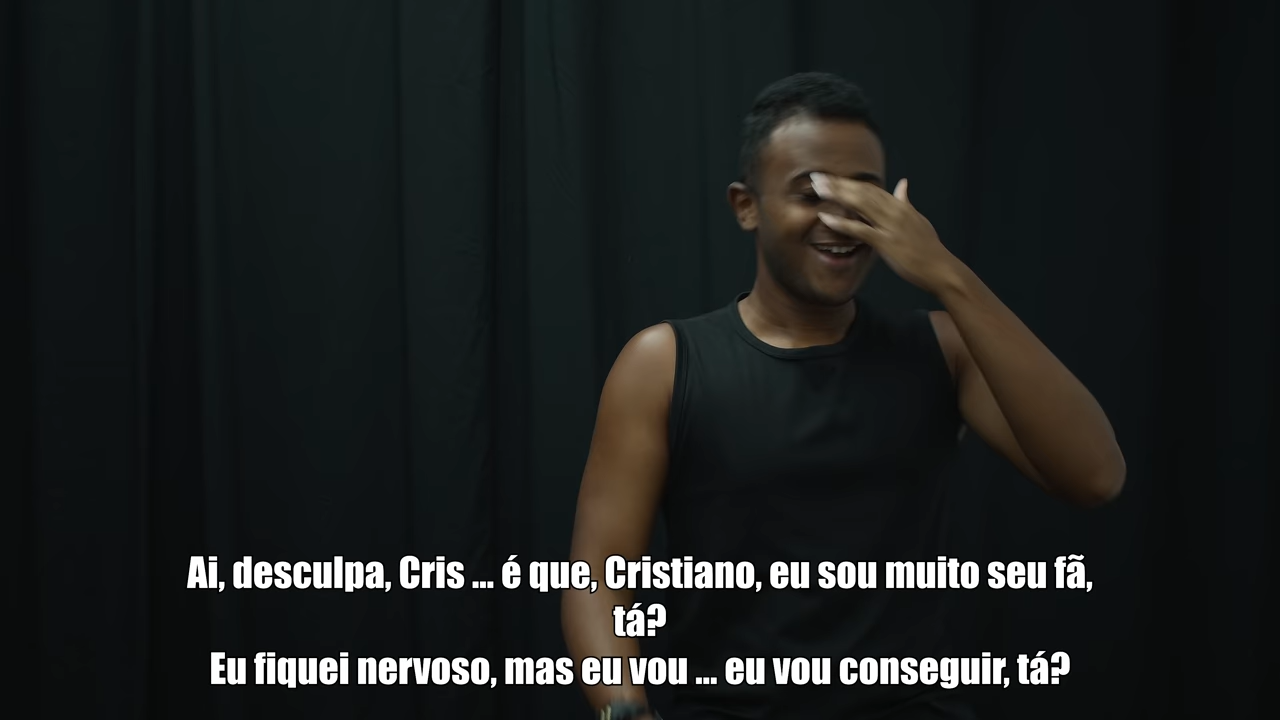 Ai, desculpa, Cris ... é que, Cristiano, eu sou muito seu fã,
tá?
Eu fiquei nervoso, mas eu vou ... eu vou conseguir, tá?